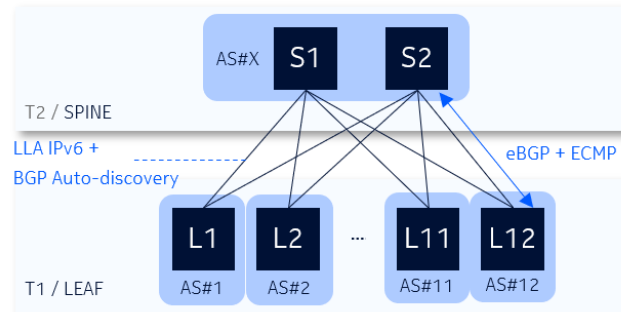 AS#X
S1
S2
T2 / SPINE
LLA IPv6 +
BGP Auto-discovery
eBGP + ECMP
L1
L2
...
L11
L12
T1 / LEAF
AS#1
AS#2
AS#11
AS#12